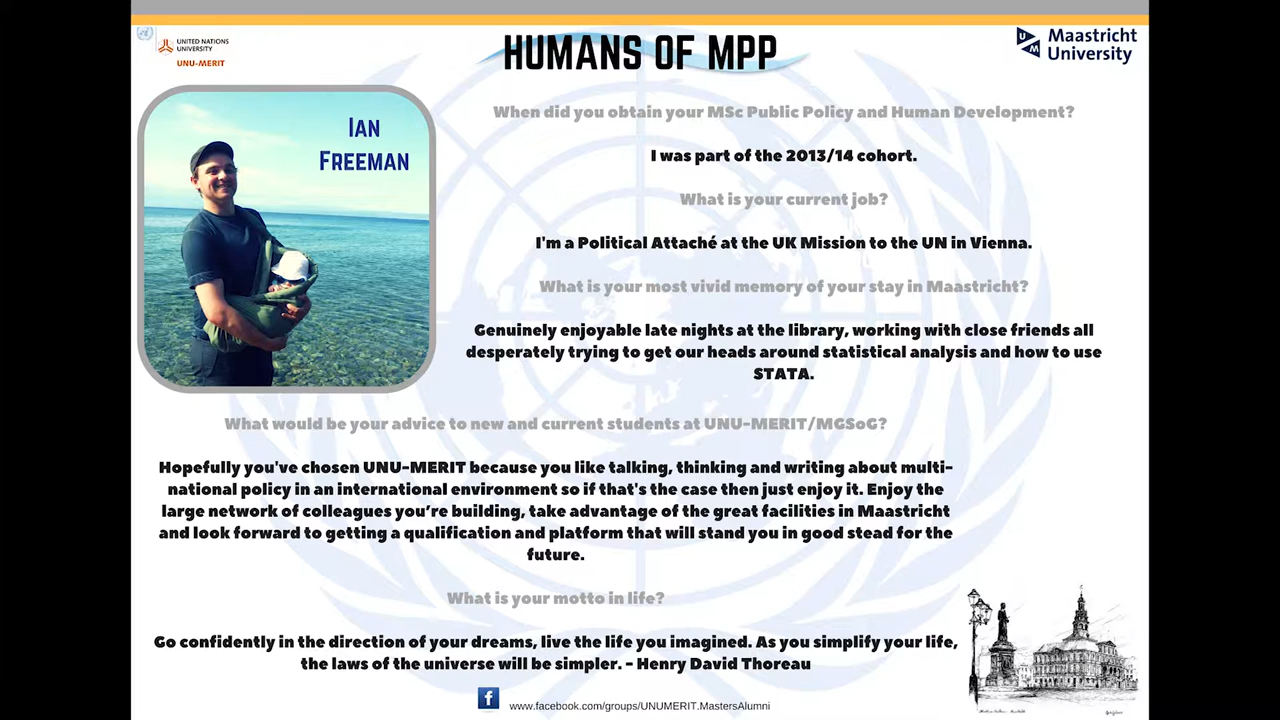 UNITED NATIONS
UNIVERSITY
UNU-MERIT
HUMANS OF MPP
Maastricht
University
IAN
FREEMAN
When did you obtain your MSc Public Policy and Human Development?
I was part of the 2013/14 cohort.
What is your current job?
I'm a Political Attaché at the UK Mission to the UN in Vienna.
What is your most vivid memory of your stay in Maastricht?
Genuinely enjoyable late nights at the library, working with close friends all
desperately trying to get our heads around statistical analysis and how to use
STATA.
What would be your advice to new and current students at UNU-MERIT/MGSoG?
Hopefully you've chosen UNU-MERIT because you like talking, thinking and writing about multi-
national policy in an international environment so if that's the case then just enjoy it. Enjoy the
large network of colleagues you're building, take advantage of the great facilities in Maastricht
and look forward to getting a qualification and platform that will stand you in good stead for the
future.
What is your motto in life?
Go confidently in the direction of your dreams, live the life you imagined. As you simplify your life,
the laws of the universe will be simpler. - Henry David Thoreau
f
www.facebook.com/groups/UNUMERIT.MastersAlumni